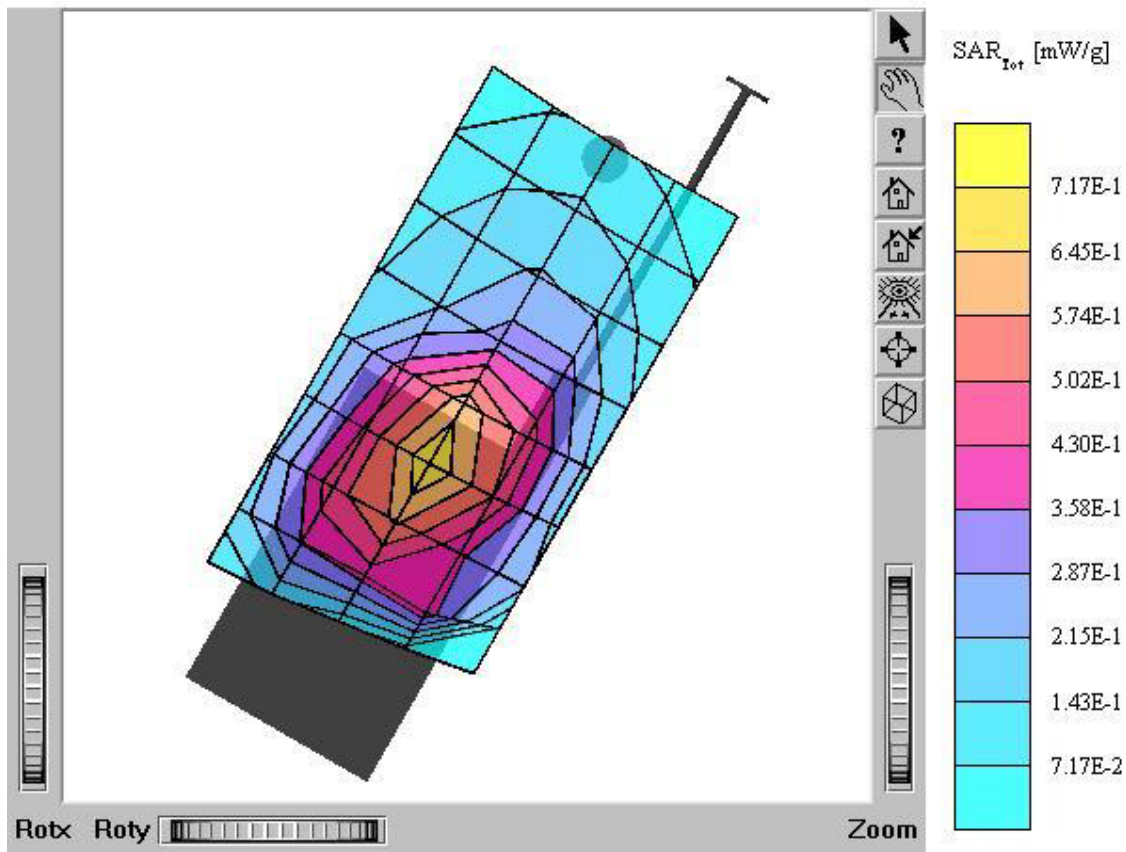 SARTot [mW/g]
?
7.17E-1
6.45E-1
5.74E-1
5.02E-1
4.30E-1
3.58E-1
2.87E-1
2.15E-1
1.43E-1
7.17E-2
Rotx Roty Zoom